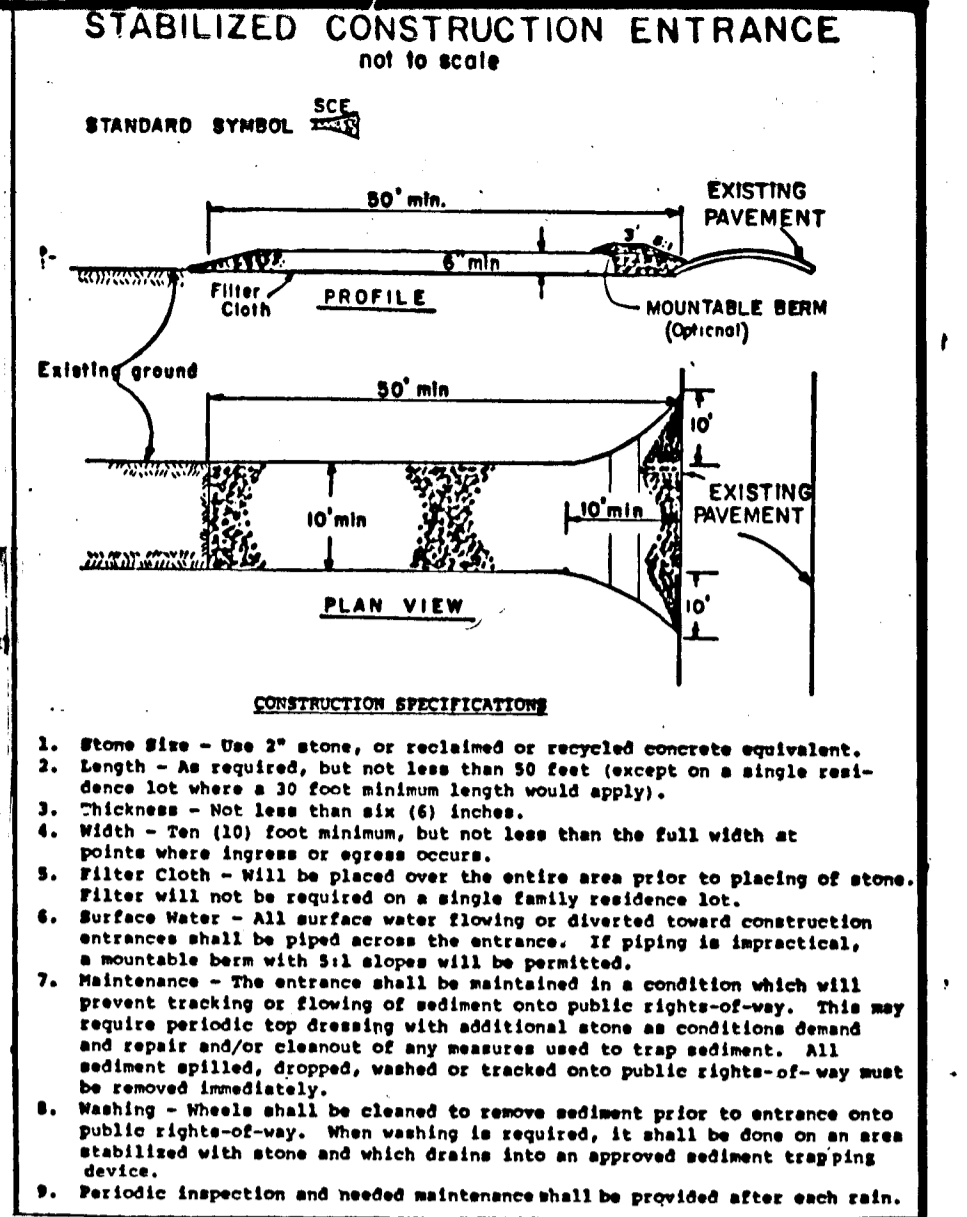 STABILIZED CONSTRUCTION ENTRANCE
not to scale
STANDARD SYMBOL SCE
50' min.
EXISTING
PAVEMENT
3' 5:1
6" min
Filter
Cloth
PROFILE
MOUNTABLE BERM
(Optional)
Existing ground
50' min
10'
10' min
10' min
EXISTING
PAVEMENT
10'
PLAN VIEW
CONSTRUCTION SPECIFICATIONS
1. Stone Size - Use 2" stone, or reclaimed or recycled concrete equivalent.
2. Length - As required, but not less than 50 feet (except on a single resi-
dence lot where a 30 foot minimum length would apply).
3. Thickness - Not less than six (6) inches.
4. Width - Ten (10) foot minimum, but not less than the full width at
points where ingress or egress occurs.
5. Filter Cloth - Will be placed over the entire area prior to placing of stone.
Filter will not be required on a single family residence lot.
6. Surface Water - All surface water flowing or diverted toward construction
entrances shall be piped across the entrance. If piping is impractical,
a mountable berm with 5:1 slopes will be permitted.
7. Maintenance - The entrance shall be maintained in a condition which will
prevent tracking or flowing of sediment onto public rights-of-way. This may
require periodic top dressing with additional stone as conditions demand
and repair and/or cleanout of any measures used to trap sediment. All
sediment spilled, dropped, washed or tracked onto public rights-of-way must
be removed immediately.
8. Washing - Wheels shall be cleaned to remove sediment prior to entrance onto
public rights-of-way. When washing is required, it shall be done on an area
stabilized with stone and which drains into an approved sediment trapping
device.
9. Periodic inspection and needed maintenance shall be provided after each rain.